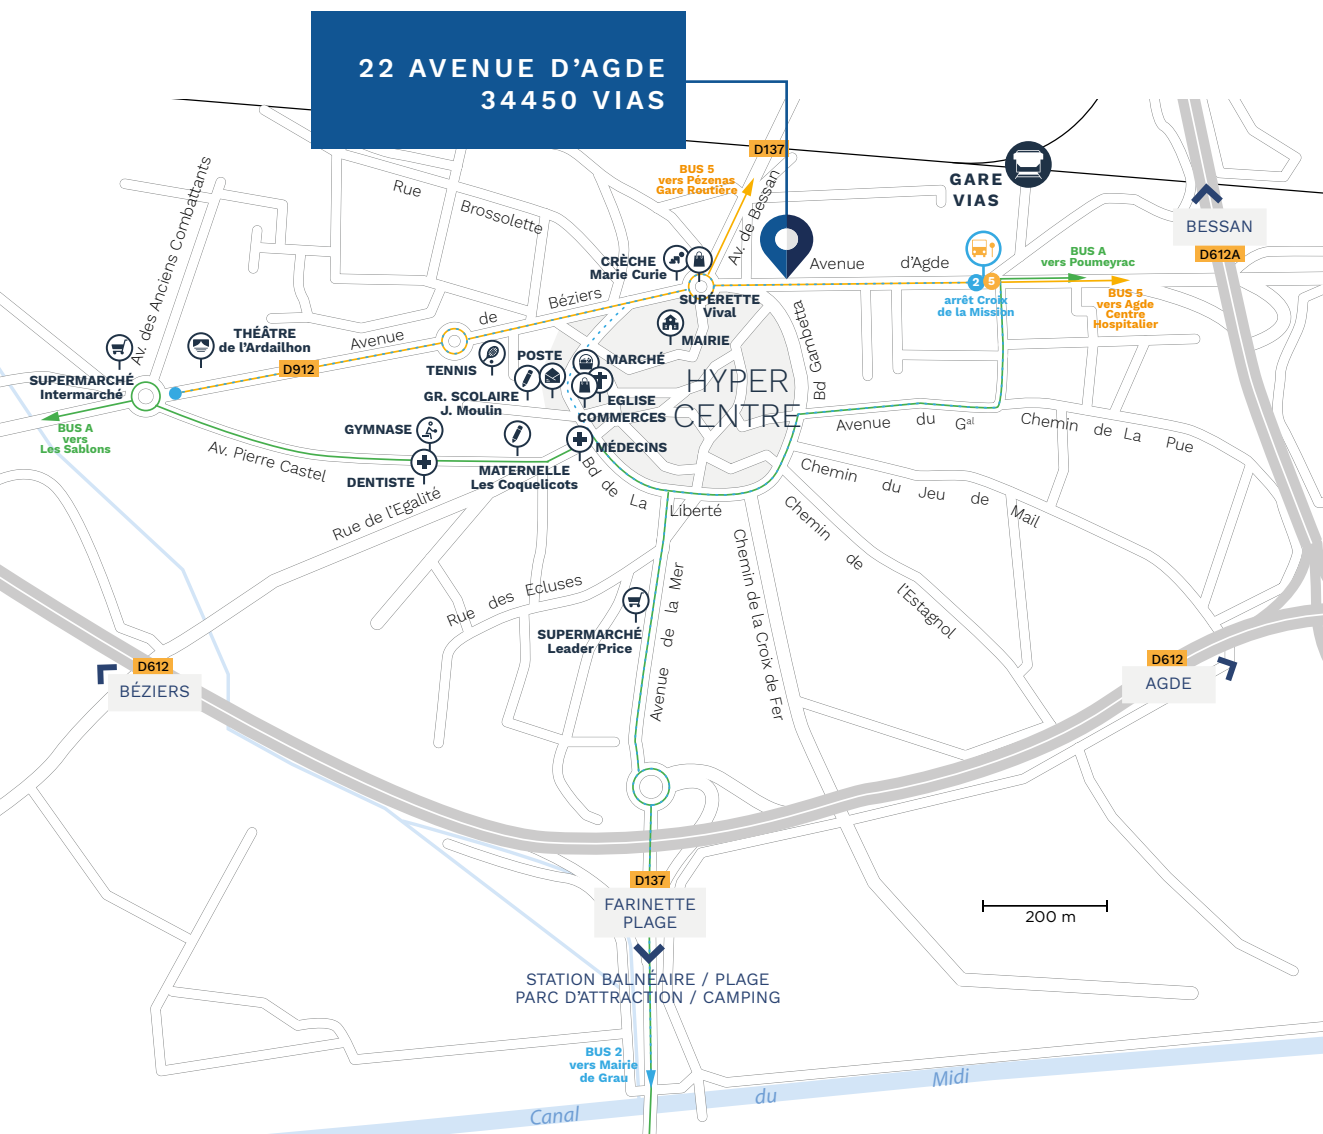 22 AVENUE D'AGDE
34450 VIAS
D137
BUS 5
vers Pézenas
Gare Routière
Av. de Bessan
GARE
VIAS
BESSAN
D612A
Rue Brossolette
Av. des Anciens Combattants
CRÈCHE
Marie Curie
Avenue d'Agde
BUS A
vers Poumeyrac
2
5
arrêt Croix
de la Mission
BUS 5
vers Agde
Centre
Hospitalier
SUPÉRETTE
Vival
Avenue de Béziers
THÉÂTRE
de l'Ardailhon
D912
MAIRIE
Bd Gambetta
TENNIS
POSTE
MARCHÉ
SUPERMARCHÉ
Intermarché
HYPER
CENTRE
GR. SCOLAIRE
J. Moulin
EGLISE
COMMERCES
BUS A
vers
Les Sablons
GYMNASE
MÉDECINS
Avenue du Gal
Chemin de La Pue
Av. Pierre Castel
DENTISTE
MATERNELLE
Les Coquelicots
Bd de La Liberté
Chemin du Jeu de Mail
Rue de l'Egalité
Chemin de l'Estagnol
Chemin de la Croix de Fer
Rue des Ecluses
Avenue de la Mer
SUPERMARCHÉ
Leader Price
D612
BÉZIERS
D612
AGDE
D137
FARINETTE
PLAGE
200 m
STATION BALNÉAIRE / PLAGE
PARC D'ATTRACTION / CAMPING
BUS 2
vers Mairie
de Grau
Canal du Midi